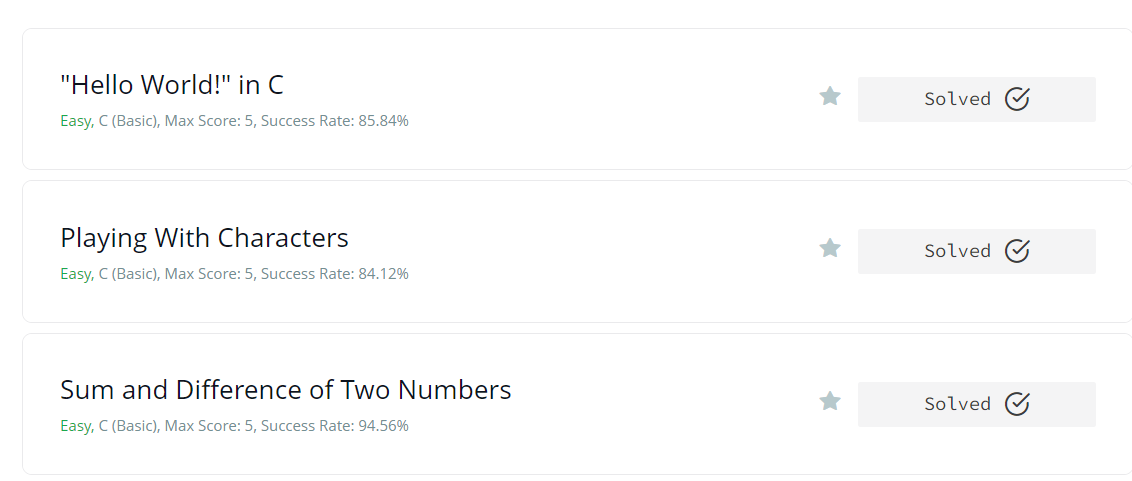 "Hello World!" in C
Easy, C (Basic), Max Score: 5, Success Rate: 85.84%
Solved
Playing With Characters
Easy, C (Basic), Max Score: 5, Success Rate: 84.12%
Solved
Sum and Difference of Two Numbers
Easy, C (Basic), Max Score: 5, Success Rate: 94.56%
Solved